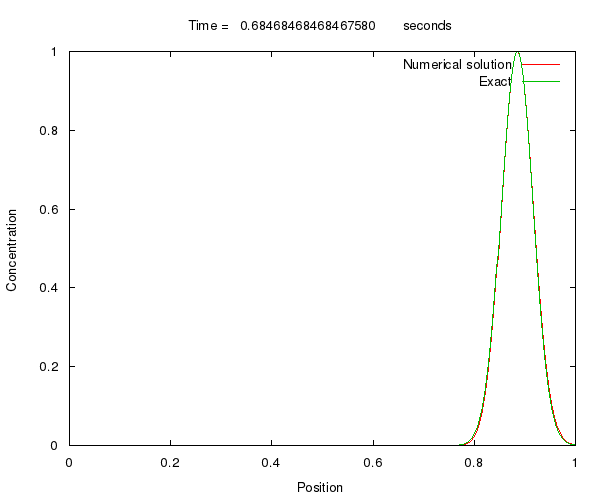 Time = 0.68468468467580 seconds
Numerical solution
Exact
1
0.8
0.6
0.4
0.2
0
Concentration
0 0.2 0.4 0.6 0.8 1
Position